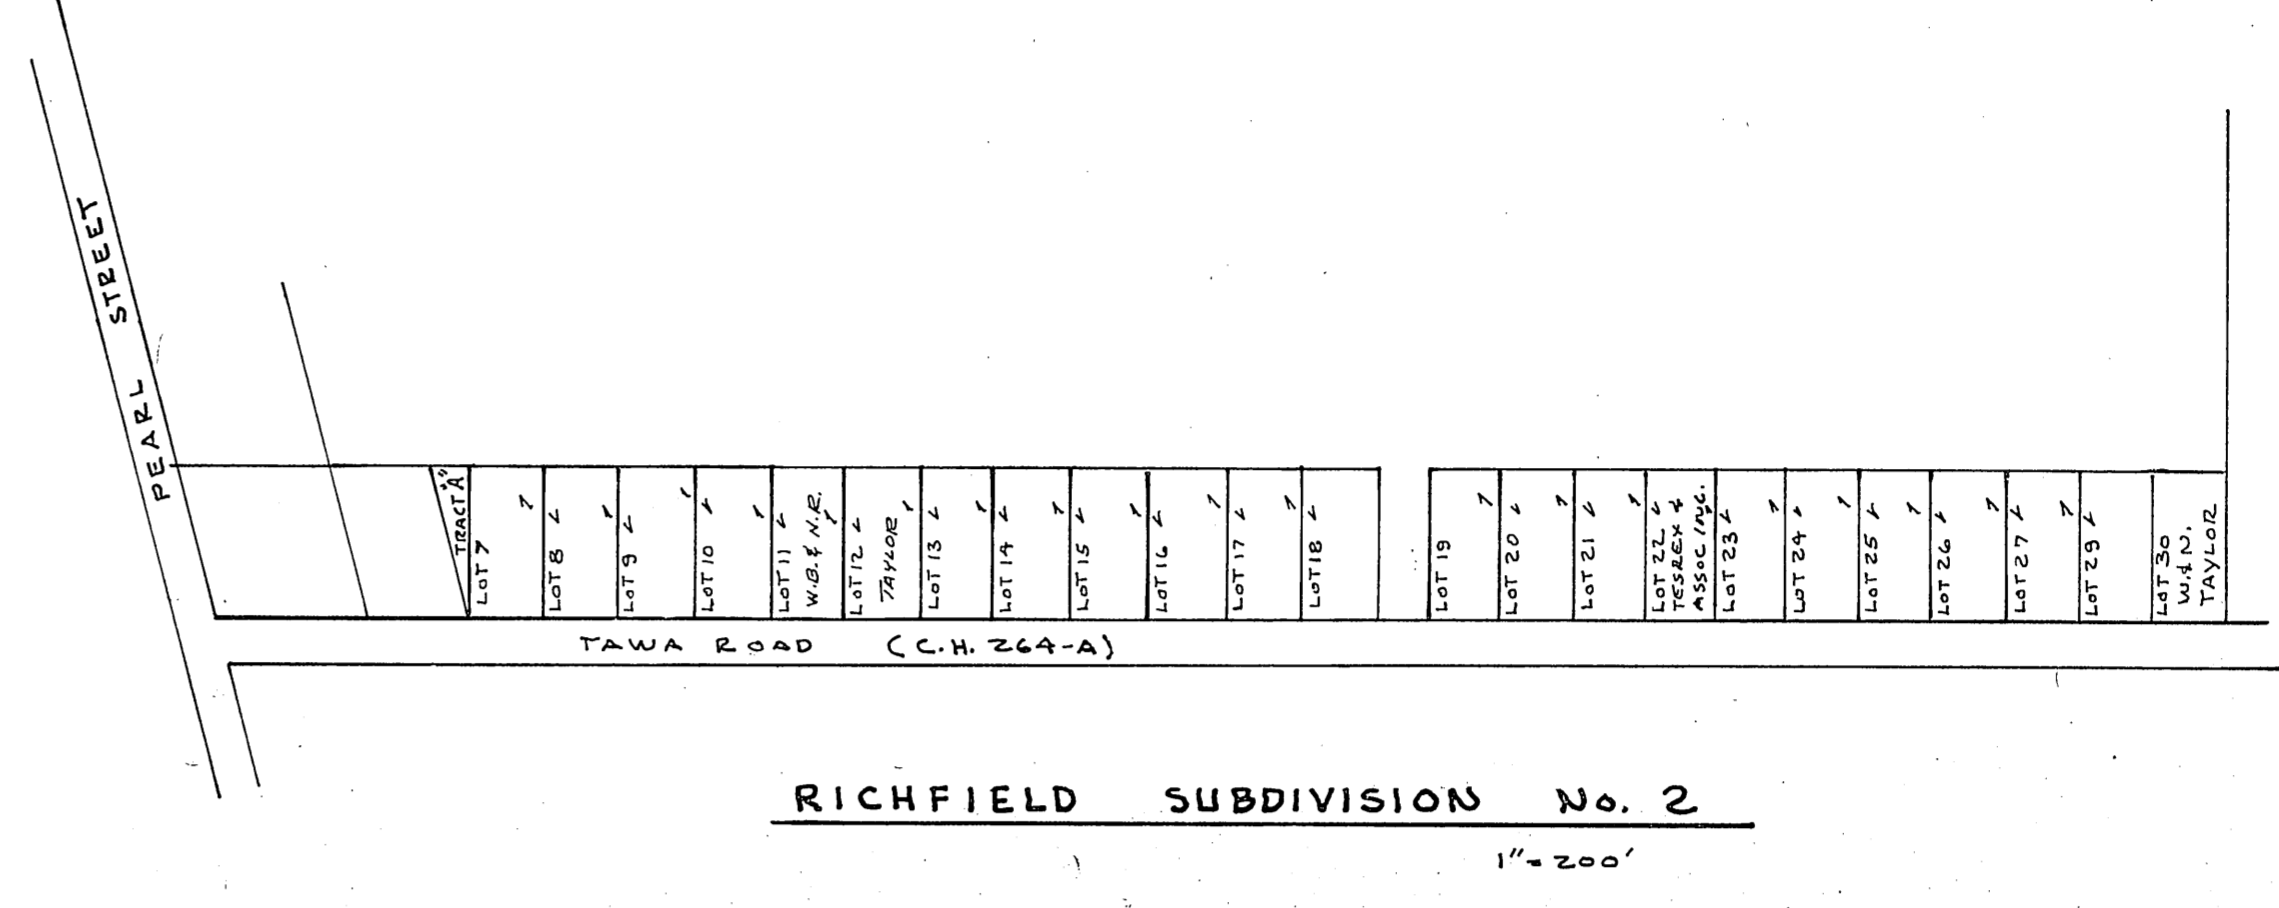 PEARL STREET
TRACT "A"
LOT 7
LOT 8
LOT 9
LOT 10
LOT 11
W.B. & N.R.
LOT 12
TAYLOR
LOT 13
LOT 14
LOT 15
LOT 16
LOT 17
LOT 18
LOT 19
LOT 20
LOT 21
LOT 22
TESREX &
ASSOC INC.
LOT 23
LOT 24
LOT 25
LOT 26
LOT 27
LOT 29
LOT 30
W. & N.
TAYLOR
TAWA ROAD (C.H. 264-A)
RICHFIELD SUBDIVISION No. 2
1" = 200'